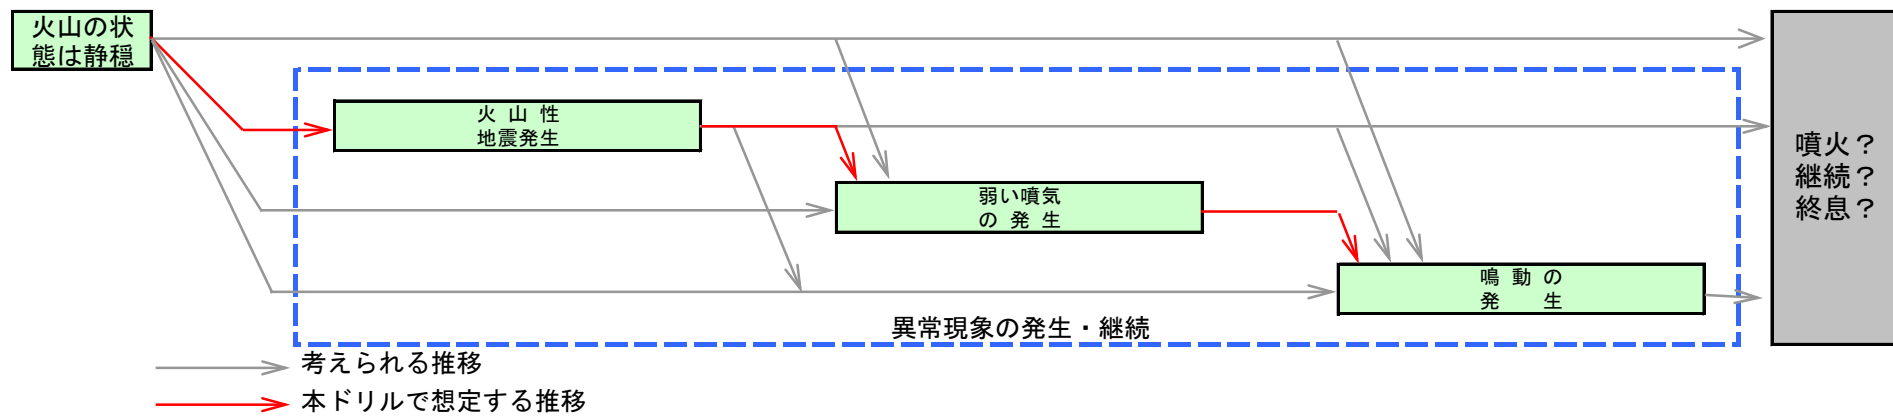 火山の状
態は静穏
火 山 性
地震発生
弱い噴気
の 発 生
鳴 動 の
発 生
噴火？
継続？
終息？
異常現象の発生・継続
考えられる推移
本ドリルで想定する推移